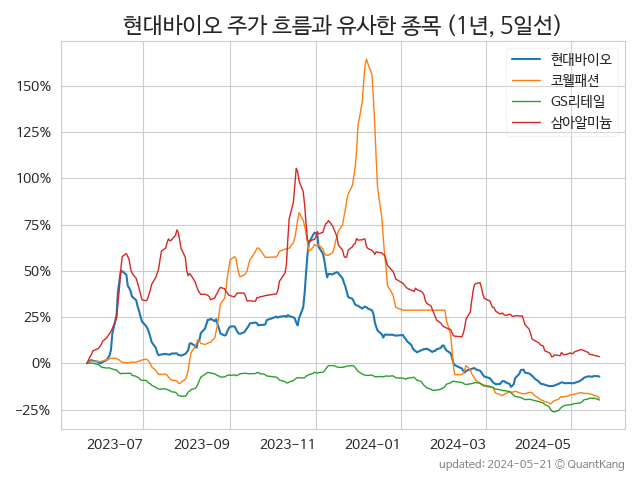 현대바이오 주가 흐름과 유사한 종목 (1년, 5일선)
현대바이오
코웰패션
GS리테일
삼아알미늄
150%
125%
100%
75%
50%
25%
0%
−25%
2023-07 2023-09 2023-11 2024-01 2024-03 2024-05
updated: 2024-05-21 © QuantKang